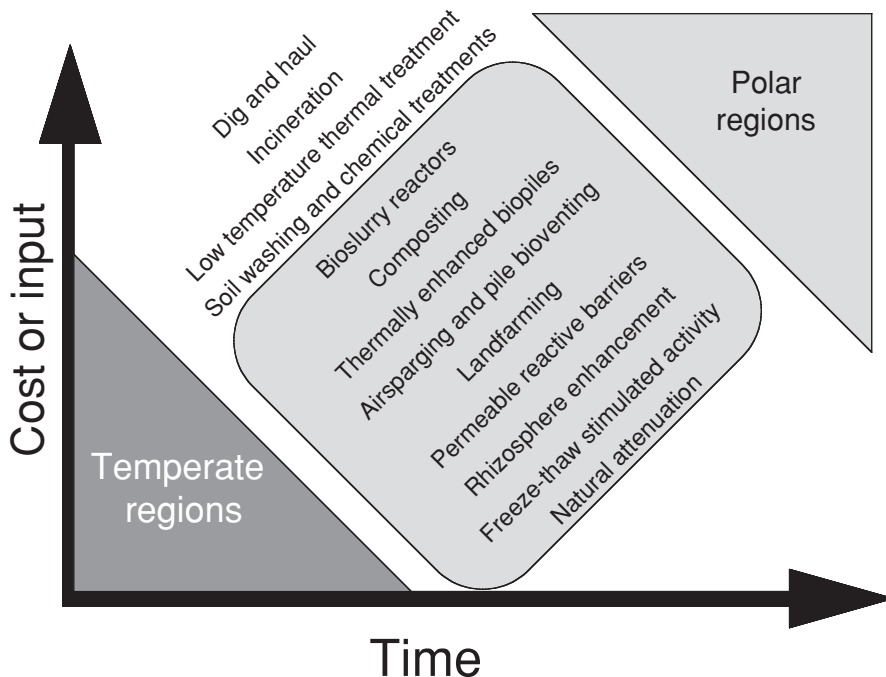 Dig and haul
Incineration
Low temperature thermal treatment
Soil washing and chemical treatments
Bioslurry reactors
Composting
Thermally enhanced biopiles
Airsparging and pile bioventing
Landfarming
Permeable reactive barriers
Rhizosphere enhancement
Freeze-thaw stimulated activity
Natural attenuation
Polar
regions
Temperate
regions
Cost or input
Time